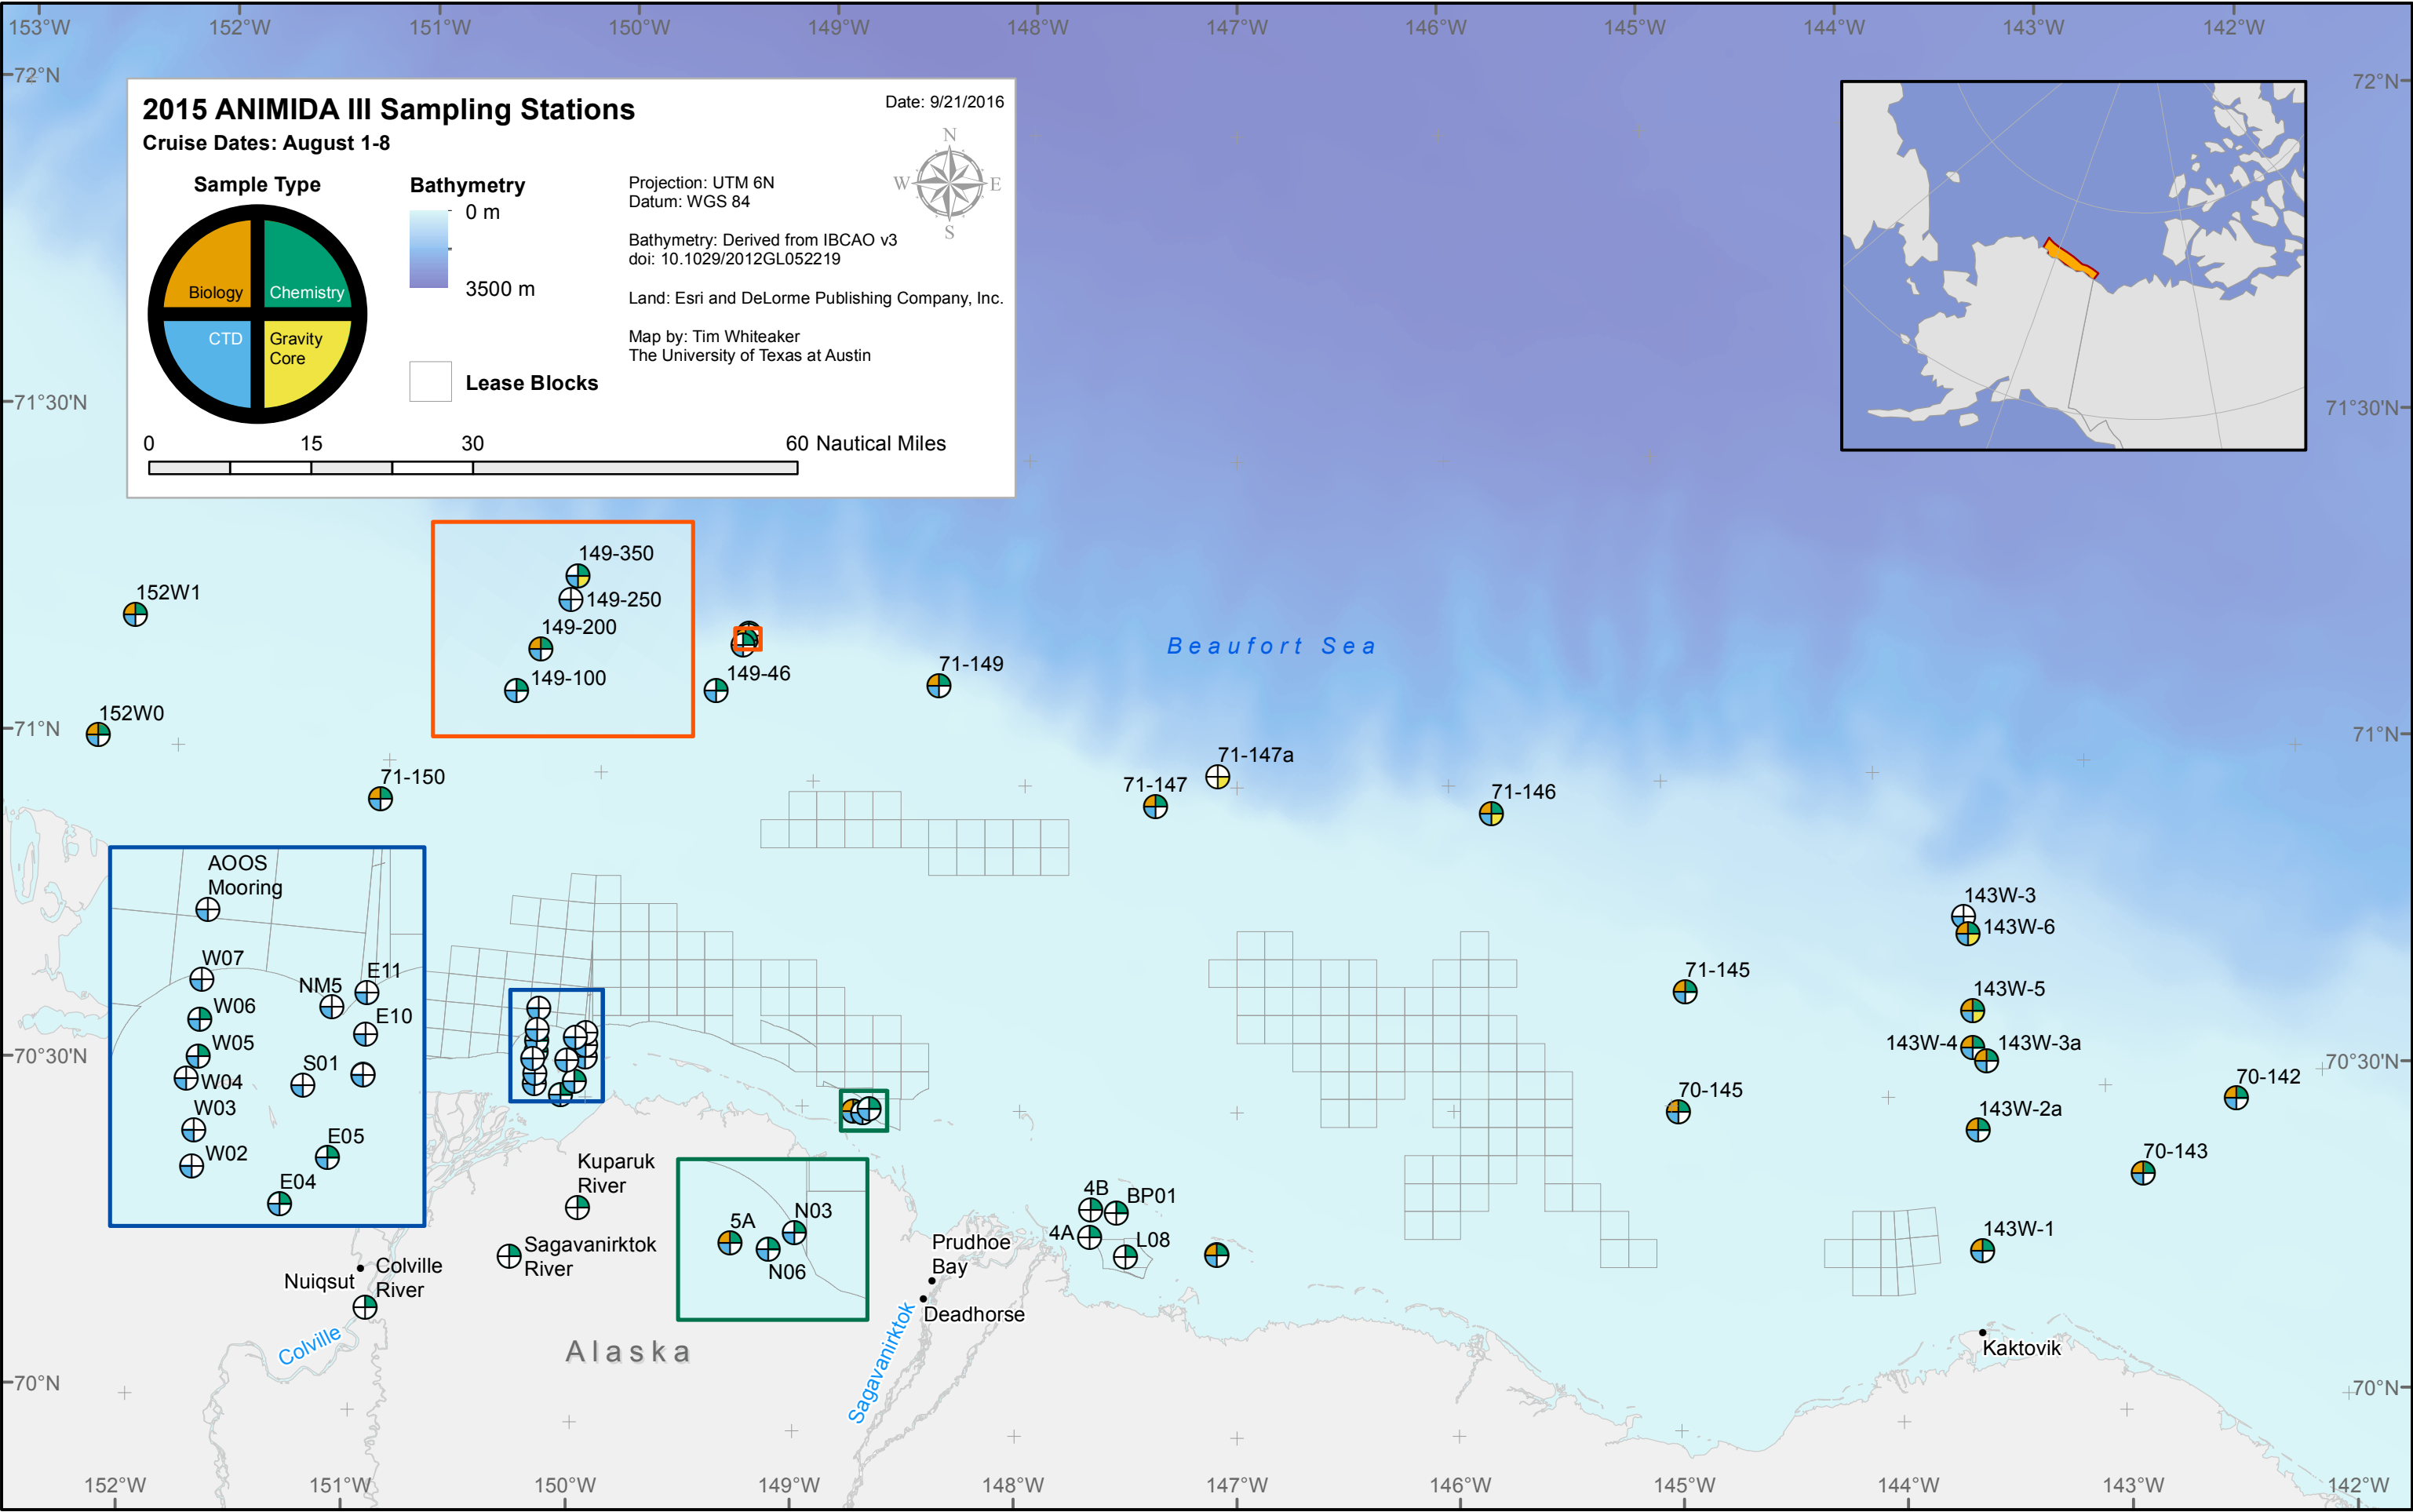 153°W 152°W 151°W 150°W 149°W 148°W 147°W 146°W 145°W 144°W 143°W 142°W
72°N 72°N
2015 ANIMIDA III Sampling Stations
Date: 9/21/2016
Cruise Dates: August 1-8
Sample Type
Biology
Chemistry
CTD
Gravity
Core
Bathymetry
0 m
3500 m
Lease Blocks
Projection: UTM 6N
Datum: WGS 84
Bathymetry: Derived from IBCAO v3
doi: 10.1029/2012GL052219
Land: Esri and DeLorme Publishing Company, Inc.
Map by: Tim Whiteaker
The University of Texas at Austin
N
W
E
S
0 15 30 60 Nautical Miles
71°30'N 71°30'N
149-350
149-250
149-200
149-100
152W1
152W0
149-46
71-149
Beaufort Sea
71°N 71°N
71-150
71-147a
71-147
71-146
AOOS
Mooring
W07
W06
W05
W04
W03
W02
NM5
E11
E10
S01
E05
E04
143W-3
143W-6
71-145
143W-5
143W-4
143W-3a
70°30'N 70°30'N
70-145
70-142
143W-2a
70-143
143W-1
Kuparuk
River
Sagavanirktok
River
5A
N03
N06
4B
BP01
4A
L08
Prudhoe
Bay
Deadhorse
Nuiqsut
Colville
River
Colville
Sagavanirktok
Alaska
Kaktovik
70°N 70°N
152°W 151°W 150°W 149°W 148°W 147°W 146°W 145°W 144°W 143°W 142°W